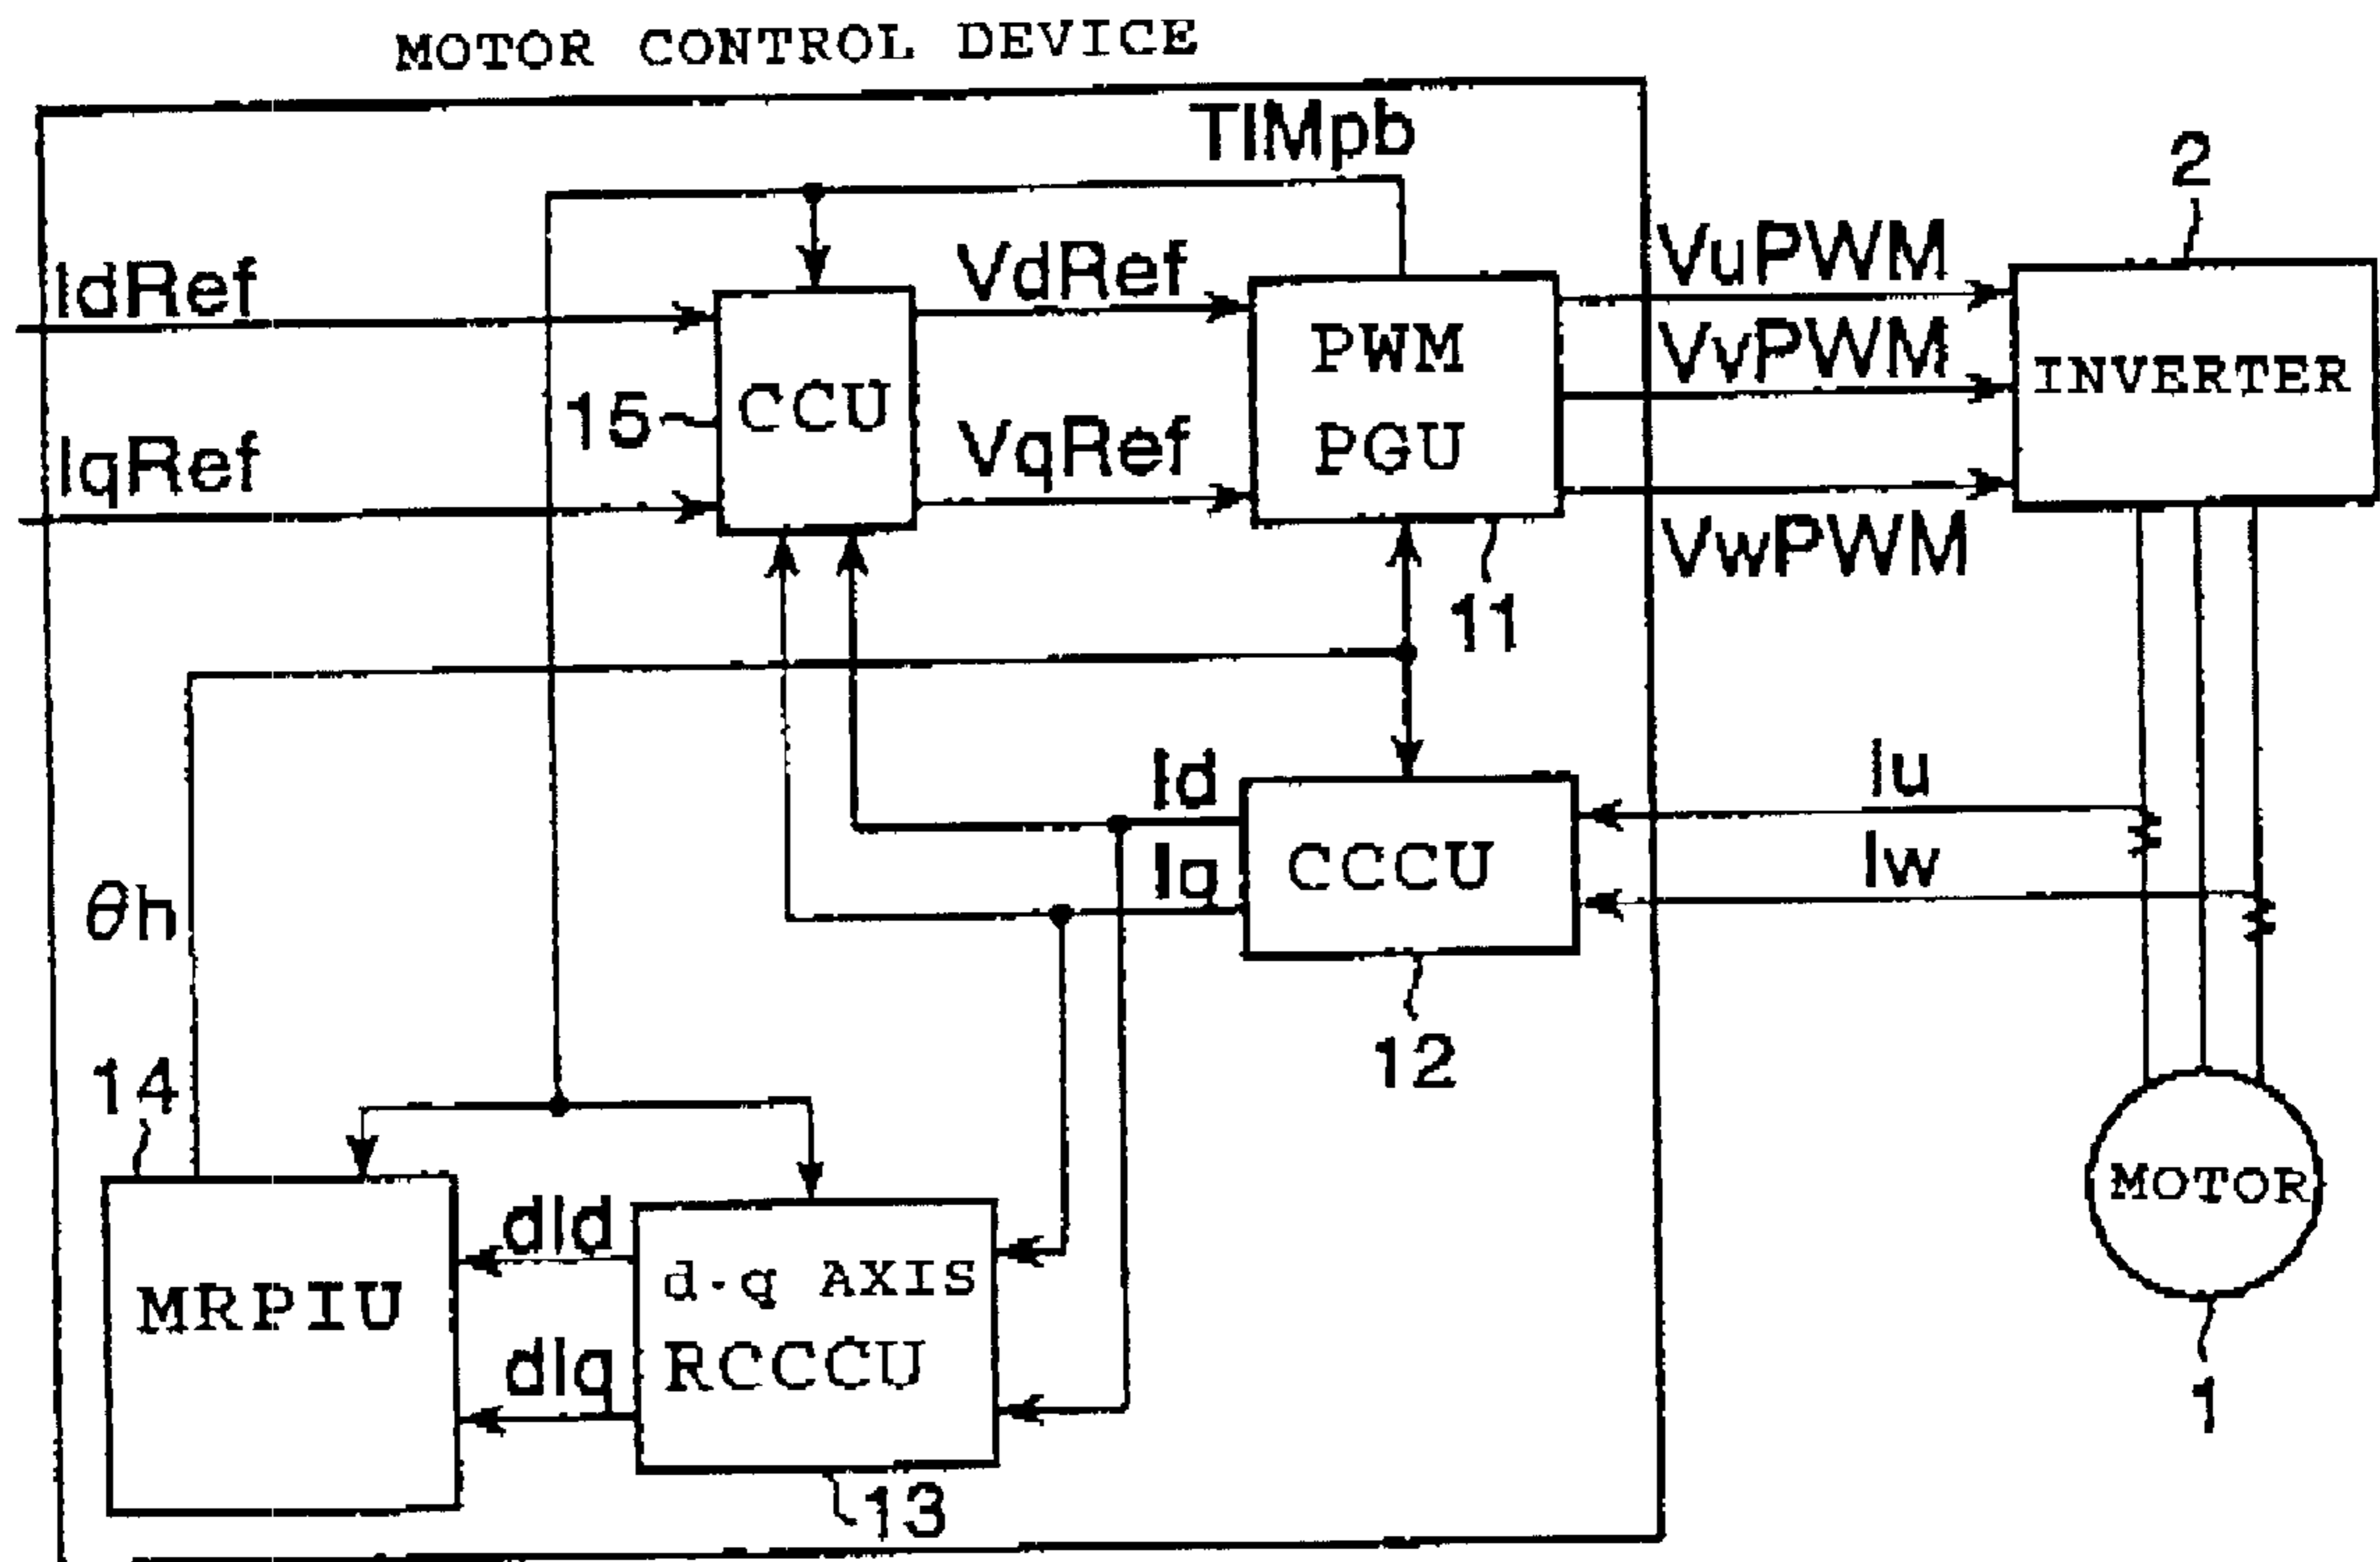 MOTOR CONTROL DEVICE
TIMpb
2
IdRef
VdRef
VuPWM
PWM
PGU
VvPWM
INVERTER
15
CCU
IqRef
VqRef
VwPWM
11
Id
Iu
CCCU
Iq
Iw
θh
12
14
MOTOR
dId
d·q AXIS
RCCCU
MRPIU
dIq
1
13